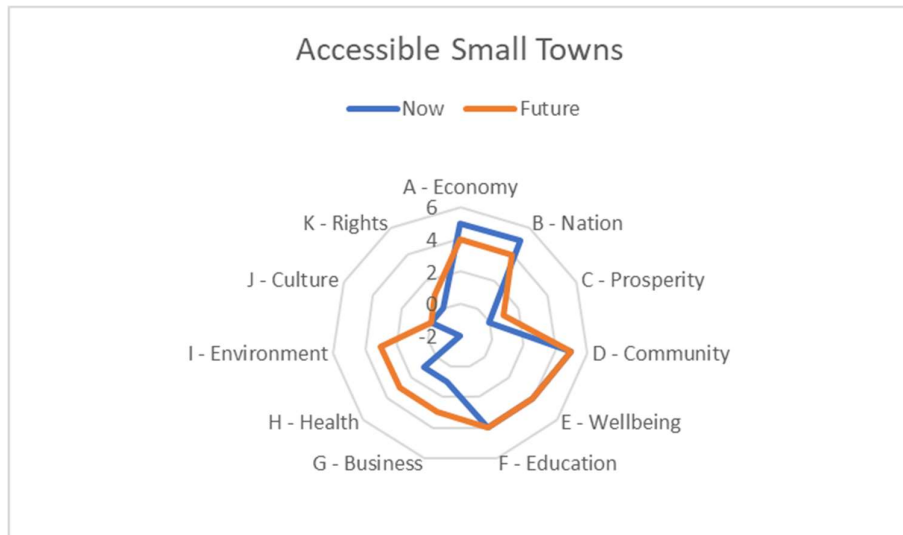 Accessible Small Towns
Now Future
A - Economy
6
K - Rights
B - Nation
4
J - Culture
2
C - Prosperity
0
-2
I - Environment
D - Community
H - Health
E - Wellbeing
G - Business
F - Education